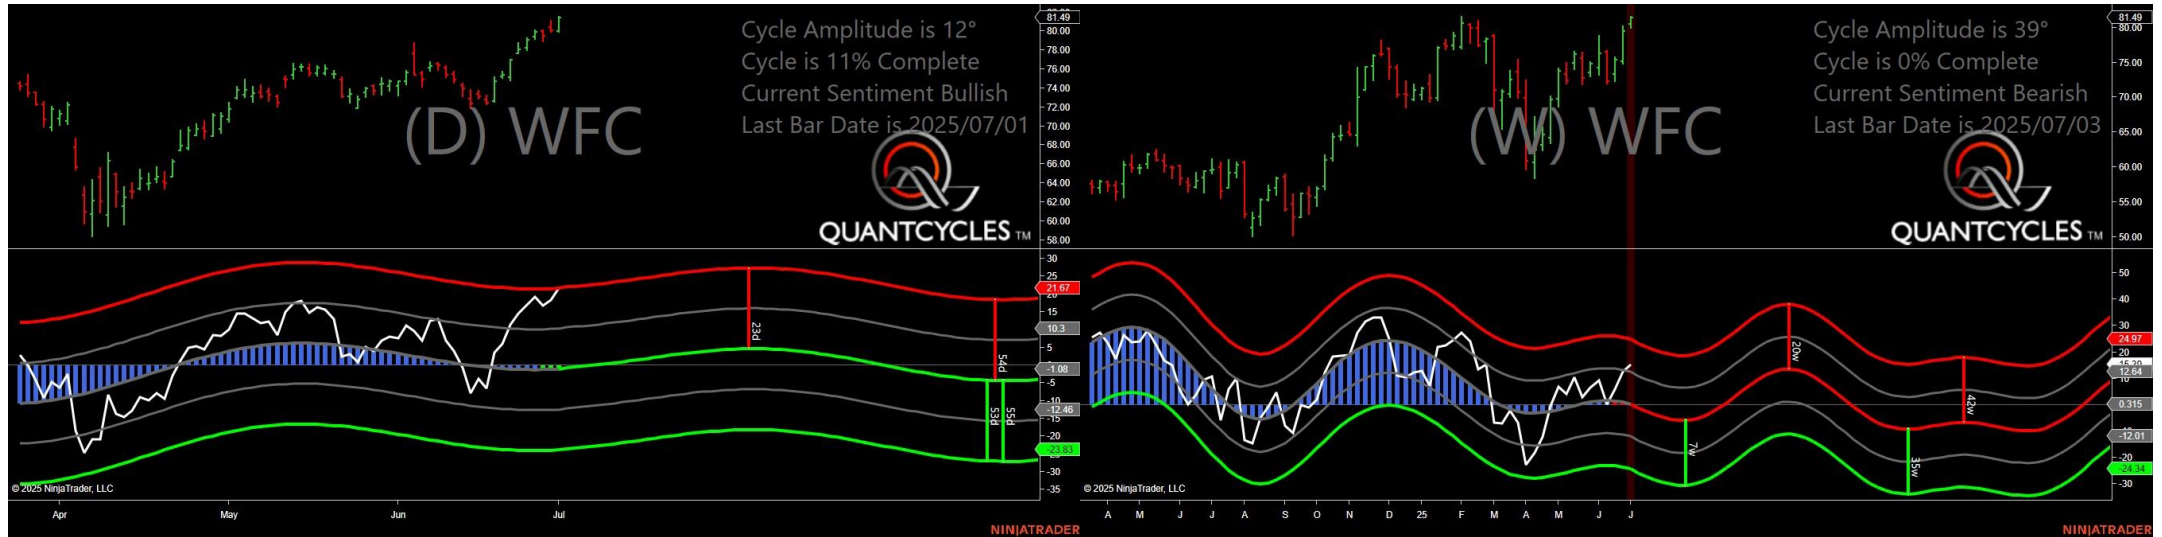 Cycle Amplitude is 12°
Cycle is 11% Complete
Current Sentiment Bullish
Last Bar Date is 2025/07/01
(D) WFC
QUANTCYCLES TM
81.49
80.00
78.00
76.00
74.00
72.00
70.00
68.00
66.00
64.00
62.00
60.00
58.00
30
25
21.67
20
15
10.3
5
-1.08
-5
-10
-12.46
-15
-20
-23.83
-30
-35
23d
54d
53d
55d
© 2025 NinjaTrader, LLC
Apr May Jun Jul
NINJATRADER
Cycle Amplitude is 39°
Cycle is 0% Complete
Current Sentiment Bearish
Last Bar Date is 2025/07/03
(W) WFC
QUANTCYCLES TM
81.49
80.00
75.00
70.00
65.00
60.00
55.00
50.00
50
40
30
24.97
20
12.64
10
0.315
-12.01
-20
-24.34
-30
7w
20w
35w
42w
© 2025 NinjaTrader, LLC
A M J J A S O N D 25 F M A M J J
NINJATRADER